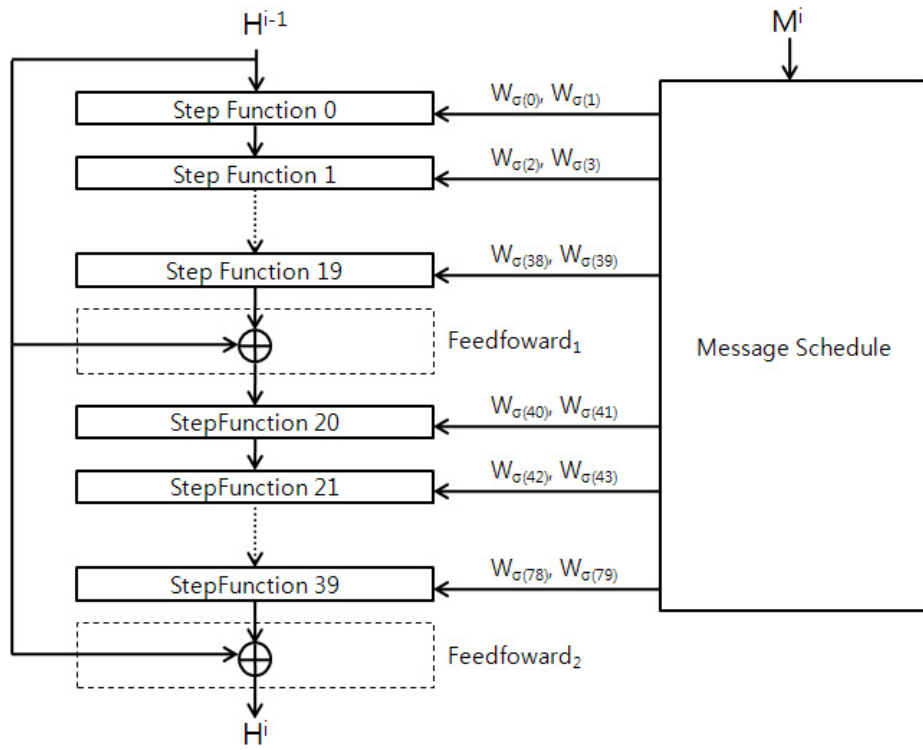 H^{i-1}
M^i
Step Function 0
W_{σ(0)}, W_{σ(1)}
Step Function 1
W_{σ(2)}, W_{σ(3)}
Step Function 19
W_{σ(38)}, W_{σ(39)}
Feedfoward_1
Message Schedule
StepFunction 20
W_{σ(40)}, W_{σ(41)}
StepFunction 21
W_{σ(42)}, W_{σ(43)}
StepFunction 39
W_{σ(78)}, W_{σ(79)}
Feedfoward_2
H^i